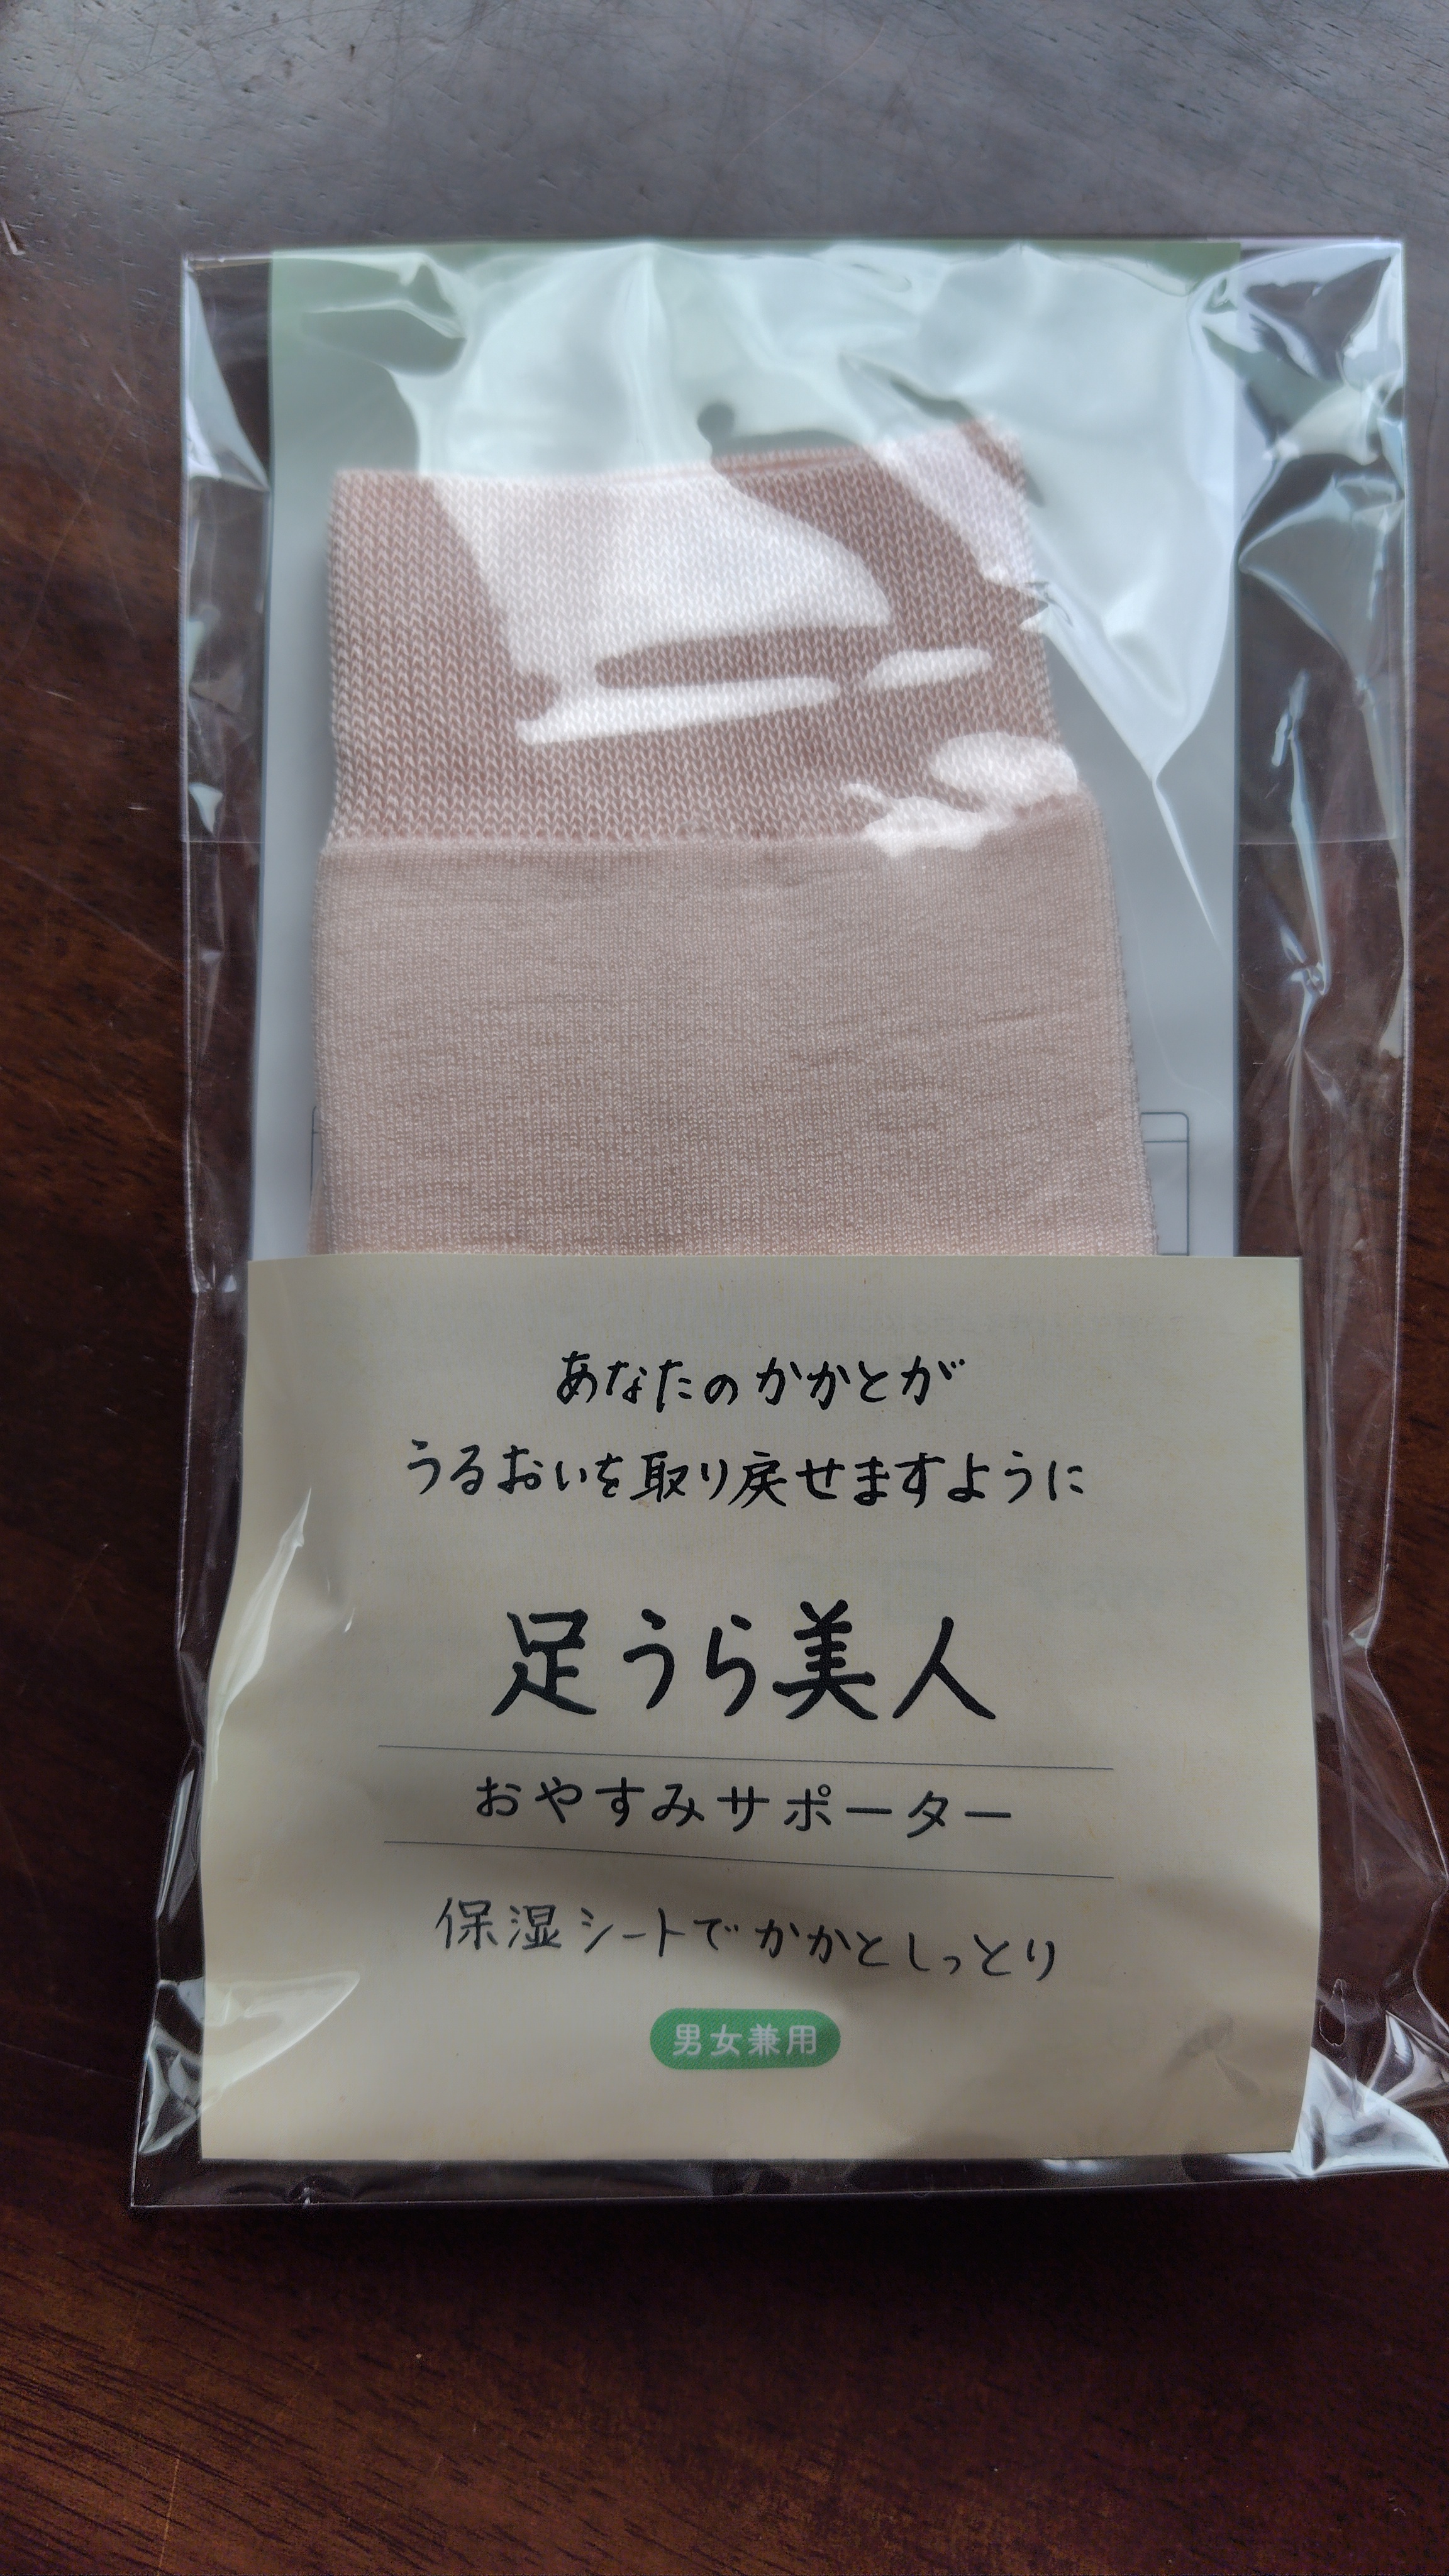 あなたのかかとが
うるおいを取り戻せますように
足うら美人
おやすみサポーター
保湿シートでかかとしっとり
男女兼用